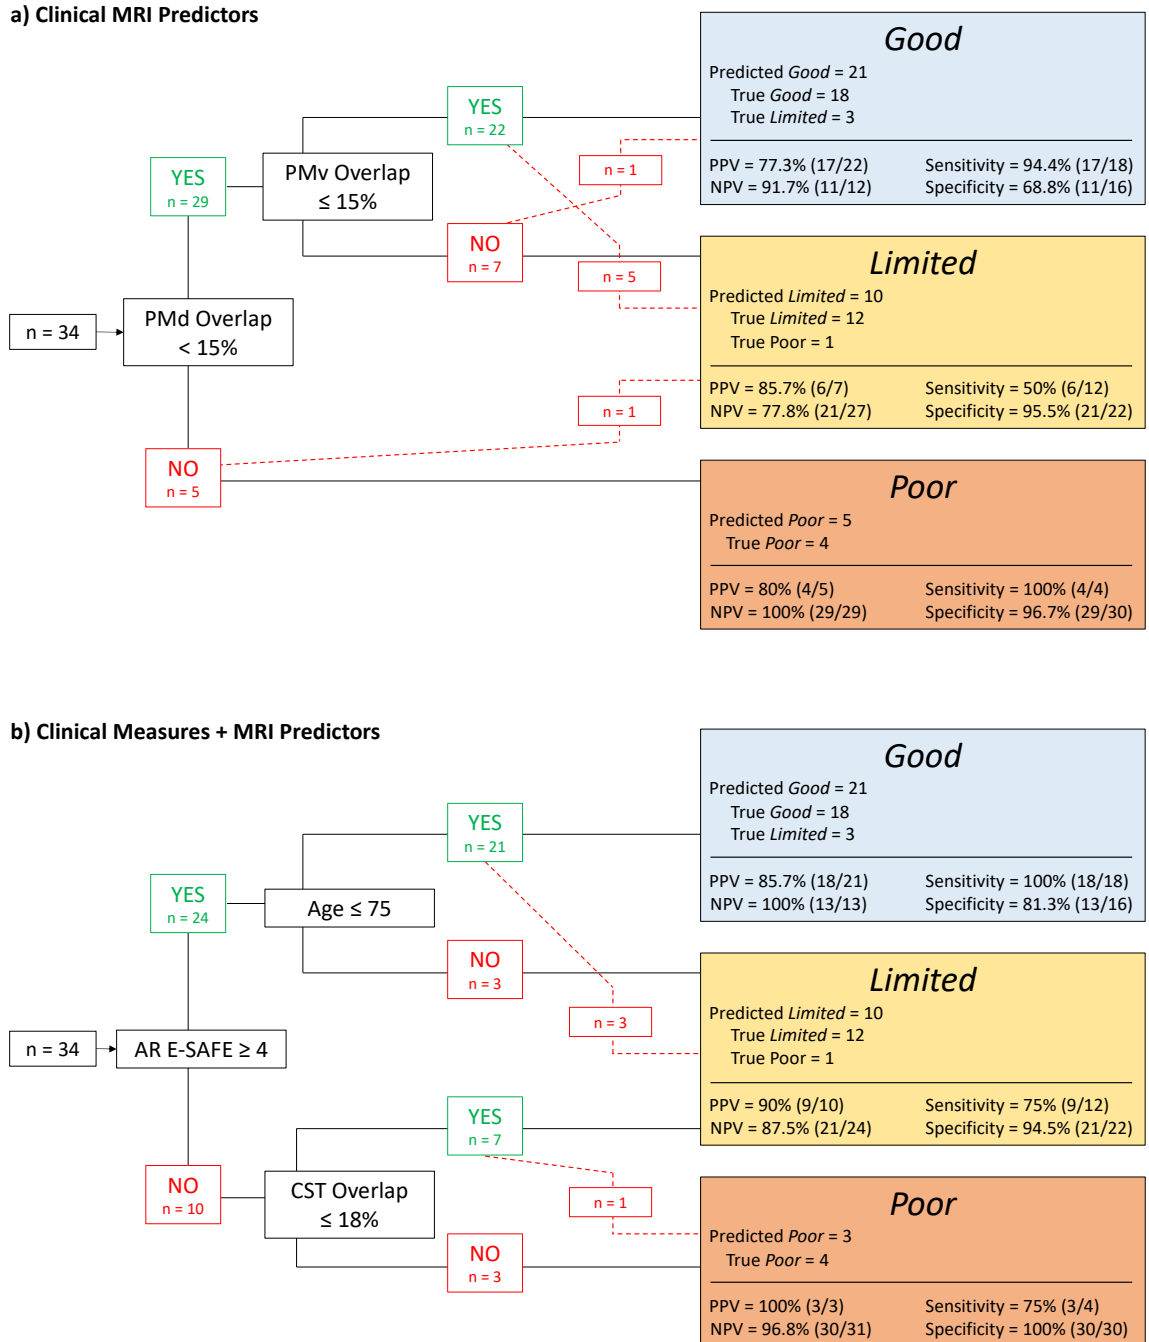 a) Clinical MRI Predictors
n = 34
PMd Overlap
< 15%
YES
n = 29
NO
n = 5
PMv Overlap
≤ 15%
YES
n = 22
NO
n = 7
n = 1
n = 5
n = 1
Good
Predicted Good = 21
True Good = 18
True Limited = 3
PPV = 77.3% (17/22) Sensitivity = 94.4% (17/18)
NPV = 91.7% (11/12) Specificity = 68.8% (11/16)
Limited
Predicted Limited = 10
True Limited = 12
True Poor = 1
PPV = 85.7% (6/7) Sensitivity = 50% (6/12)
NPV = 77.8% (21/27) Specificity = 95.5% (21/22)
Poor
Predicted Poor = 5
True Poor = 4
PPV = 80% (4/5) Sensitivity = 100% (4/4)
NPV = 100% (29/29) Specificity = 96.7% (29/30)
b) Clinical Measures + MRI Predictors
n = 34
AR E-SAFE ≥ 4
YES
n = 24
NO
n = 10
Age ≤ 75
YES
n = 21
NO
n = 3
n = 3
CST Overlap
≤ 18%
YES
n = 7
NO
n = 3
n = 1
Good
Predicted Good = 21
True Good = 18
True Limited = 3
PPV = 85.7% (18/21) Sensitivity = 100% (18/18)
NPV = 100% (13/13) Specificity = 81.3% (13/16)
Limited
Predicted Limited = 10
True Limited = 12
True Poor = 1
PPV = 90% (9/10) Sensitivity = 75% (9/12)
NPV = 87.5% (21/24) Specificity = 94.5% (21/22)
Poor
Predicted Poor = 3
True Poor = 4
PPV = 100% (3/3) Sensitivity = 75% (3/4)
NPV = 96.8% (30/31) Specificity = 100% (30/30)